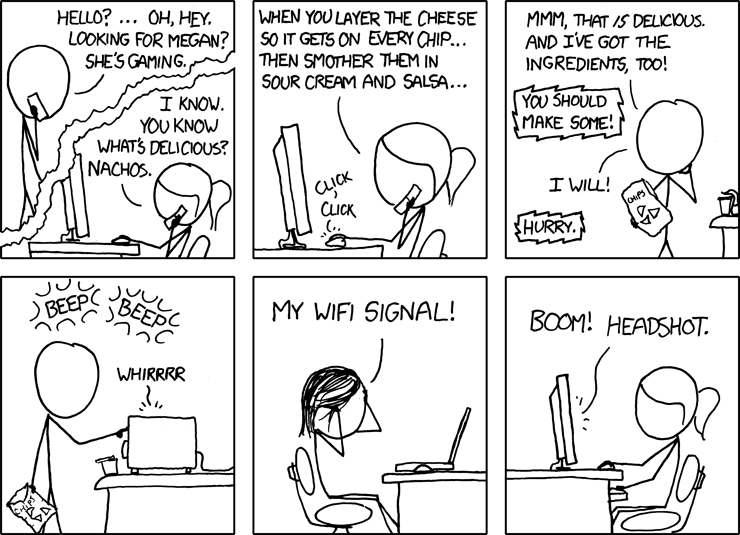 HELLO? ... OH, HEY.
LOOKING FOR MEGAN?
SHE'S GAMING.
I KNOW.
YOU KNOW
WHAT'S DELICIOUS?
NACHOS.
WHEN YOU LAYER THE CHEESE
SO IT GETS ON EVERY CHIP...
THEN SMOTHER THEM IN
SOUR CREAM AND SALSA...
CLICK
CLICK
MMM, THAT IS DELICIOUS.
AND I'VE GOT THE
INGREDIENTS, TOO!
YOU SHOULD
MAKE SOME!
I WILL!
CHIPS
HURRY.
BEEP
BEEP
WHIRRRR
CHIPS
MY WIFI SIGNAL!
BOOM! HEADSHOT.